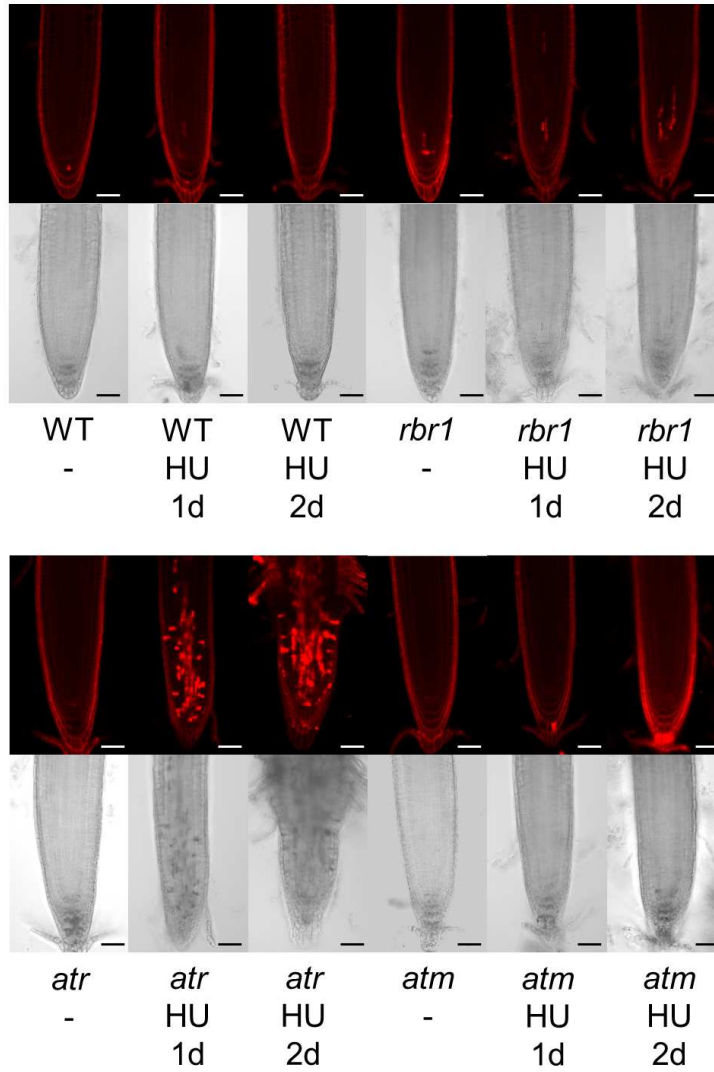 WT WT WT rbr1 rbr1 rbr1
- HU HU - HU HU
1d 2d 1d 2d
atr atr atr atm atm atm
- HU HU - HU HU
1d 2d 1d 2d